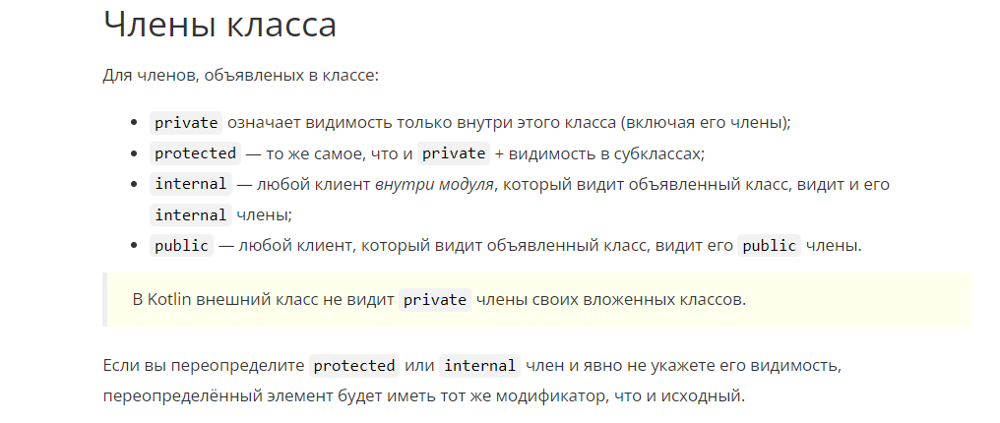 Члены класса
Для членов, объявленых в классе:
private означает видимость только внутри этого класса (включая его члены);
protected — то же самое, что и private + видимость в субклассах;
internal — любой клиент внутри модуля, который видит объявленный класс, видит и его
internal члены;
public — любой клиент, который видит объявленный класс, видит его public члены.
В Kotlin внешний класс не видит private члены своих вложенных классов.
Если вы переопределите protected или internal член и явно не укажете его видимость,
переопределённый элемент будет иметь тот же модификатор, что и исходный.